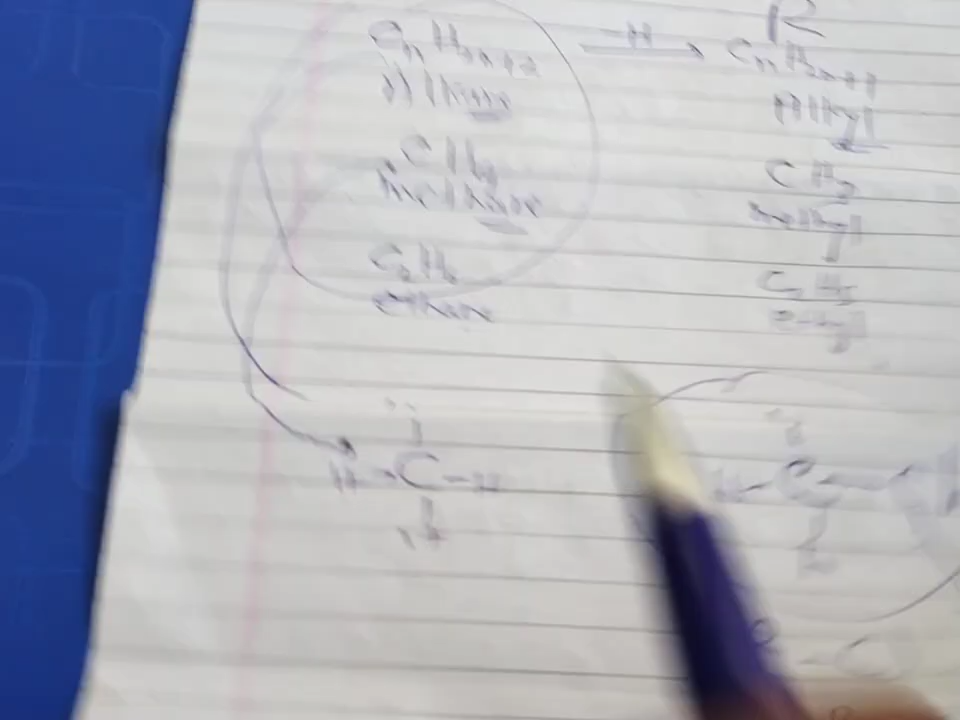 CnH2n+2 -H→ R
CnH2n+1
Alkane Alkyl
CH4 CH3
methane methyl
C2H6 C2H5
ethane ethyl
H-C-H
H